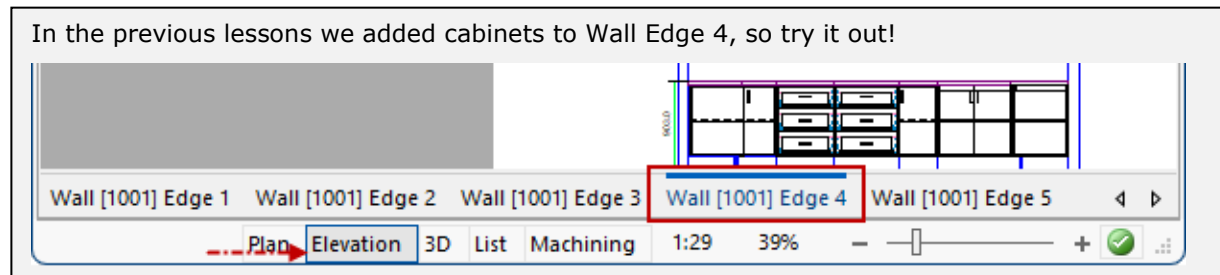 In the previous lessons we added cabinets to Wall Edge 4, so try it out!
900.0
Wall [1001] Edge 1 Wall [1001] Edge 2 Wall [1001] Edge 3 Wall [1001] Edge 4 Wall [1001] Edge 5
Plan Elevation 3D List Machining 1:29 39% − +